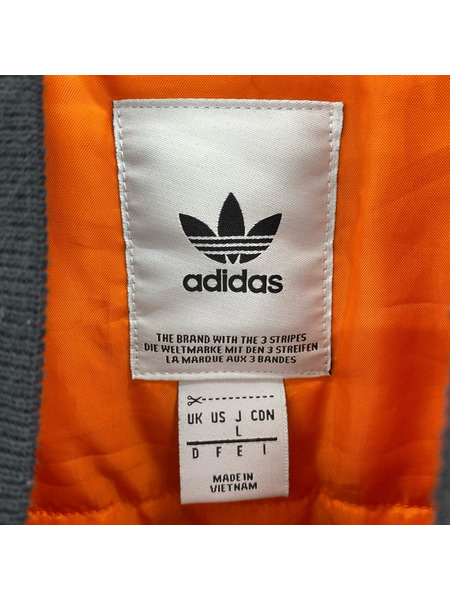 adidas
THE BRAND WITH THE 3 STRIPES
DIE WELTMARKE MIT DEN 3 STREIFEN
LA MARQUE AUX 3 BANDES
UK US J CDN
L
D F E I
MADE IN
VIETNAM